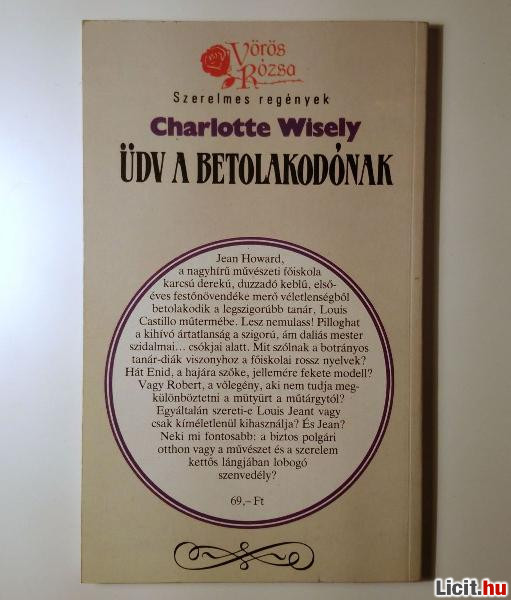 Vörös
Rózsa
Szerelmes regények
Charlotte Wisely
ÜDV A BETOLAKODÓNAK
Jean Howard,
a nagyhírű művészeti főiskola
karcsú derekú, duzzadó keblű, első-
éves festőnövendéke merő véletlenségből
betolakodik a legszigorúbb tanár, Louis
Castillo műtermébe. Lesz nemulass! Pilloghat
a kihívó ártatlanság a szigorú, ám daliás mester
szidalmai... csókjai alatt. Mit szólnak a botrányos
tanár-diák viszonyhoz a főiskolai rossz nyelvek?
Hát Enid, a hajára szőke, jellemére fekete modell?
Vagy Robert, a vőlegény, aki nem tudja meg-
különböztetni a mütyürt a műtárgytól?
Egyáltalán szereti-e Louis Jeant vagy
csak kíméletlenül kihasználja? És Jean?
Neki mi fontosabb: a biztos polgári
otthon vagy a művészet és a szerelem
kettős lángjában lobogó
szenvedély?
69,– Ft
Licit.hu